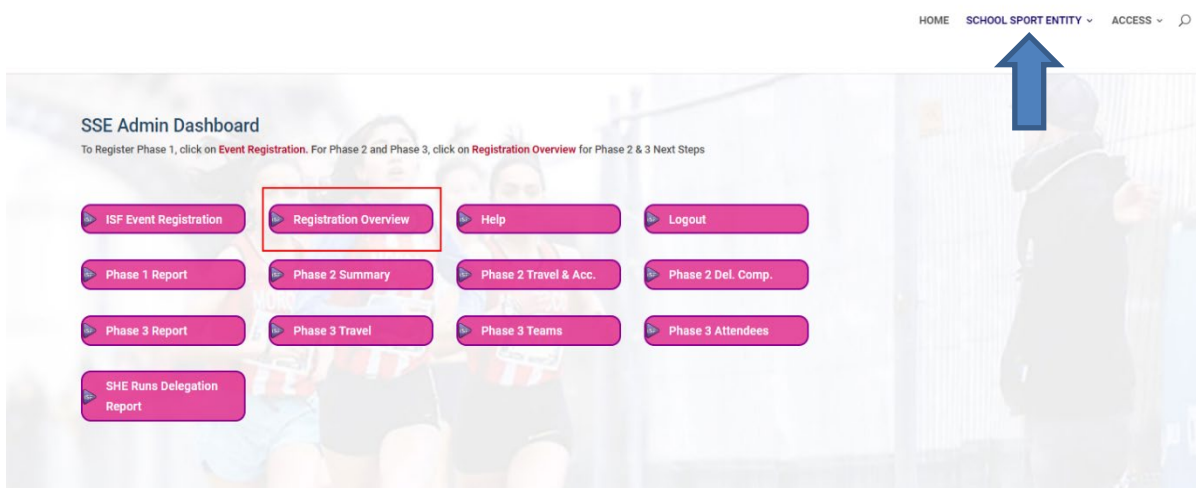 HOME SCHOOL SPORT ENTITY ACCESS
SSE Admin Dashboard
To Register Phase 1, click on Event Registration. For Phase 2 and Phase 3, click on Registration Overview for Phase 2 & 3 Next Steps
ISF Event Registration Registration Overview Help Logout
Phase 1 Report Phase 2 Summary Phase 2 Travel & Acc. Phase 2 Del. Comp.
Phase 3 Report Phase 3 Travel Phase 3 Teams Phase 3 Attendees
SHE Runs Delegation
Report